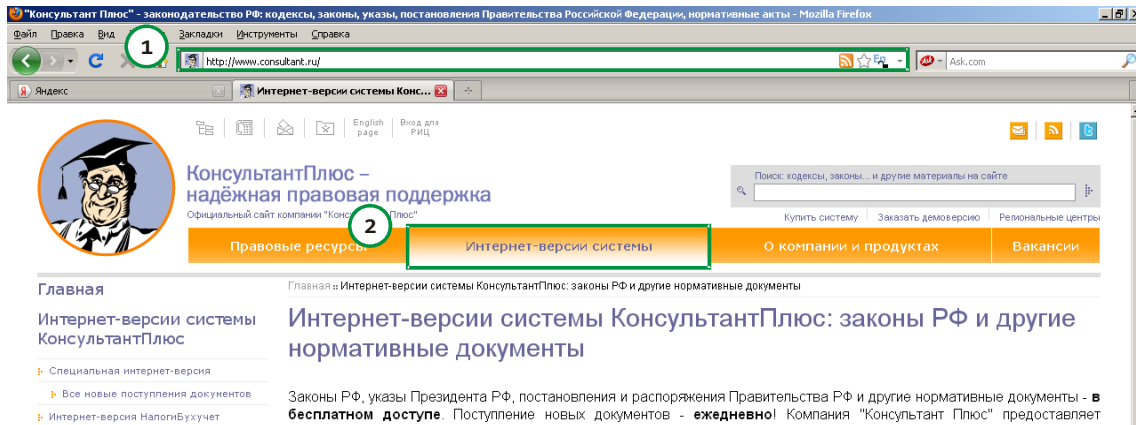 "Консультант Плюс" - законодательство РФ: кодексы, законы, указы, постановления Правительства Российской Федерации, нормативные акты - Mozilla Firefox
Файл Правка Вид Закладки Инструменты Справка
1
http://www.consultant.ru/
Ask.com
Яндекс
Интернет-версии системы Конс...
English page
Вход для РИЦ
КонсультантПлюс –
надёжная правовая поддержка
Официальный сайт компании "Конс Плюс"
Поиск: кодексы, законы... и другие материалы на сайте
Купить систему Заказать демоверсию Региональные центры
2
Правовые ресурсы Интернет-версии системы О компании и продуктах Вакансии
Главная
Интернет-версии системы
КонсультантПлюс
Специальная интернет-версия
Все новые поступления документов
Интернет-версия НалогиБухучет
Главная :: Интернет-версии системы КонсультантПлюс: законы РФ и другие нормативные документы
Интернет-версии системы КонсультантПлюс: законы РФ и другие
нормативные документы
Законы РФ, указы Президента РФ, постановления и распоряжения Правительства РФ и другие нормативные документы - в
бесплатном доступе. Поступление новых документов - ежедневно! Компания "Консультант Плюс" предоставляет